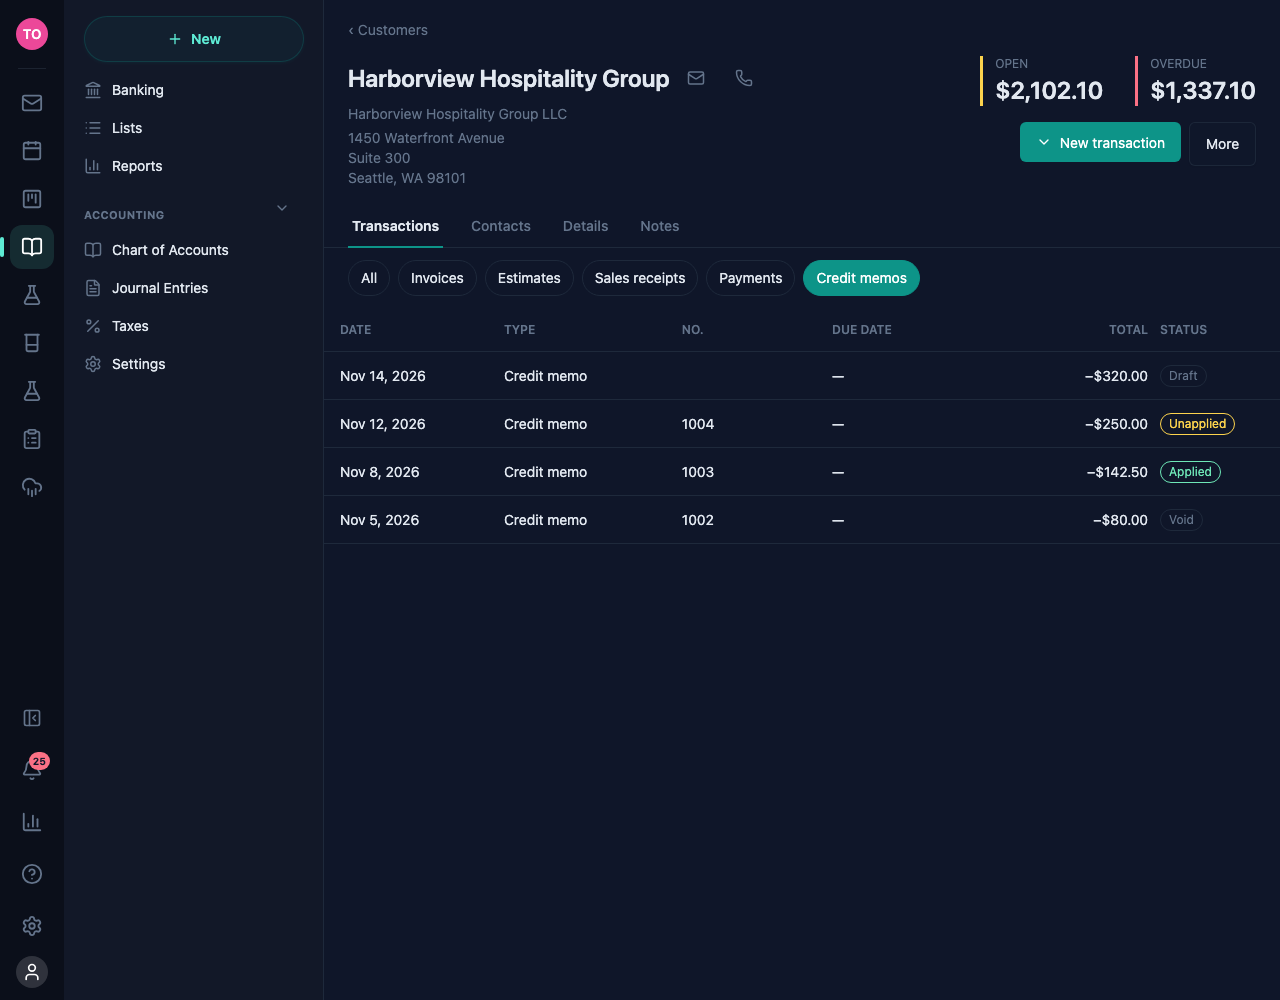 TO
25
New
Banking
Lists
Reports
ACCOUNTING
Chart of Accounts
Journal Entries
Taxes
Settings
‹ Customers
Harborview Hospitality Group
Harborview Hospitality Group LLC
1450 Waterfront Avenue
Suite 300
Seattle, WA 98101
OPEN
$2,102.10
OVERDUE
$1,337.10
New transaction
More
Transactions Contacts Details Notes
All Invoices Estimates Sales receipts Payments Credit memos
DATE TYPE NO. DUE DATE TOTAL STATUS
Nov 14, 2026 Credit memo — –$320.00 Draft
Nov 12, 2026 Credit memo 1004 — –$250.00 Unapplied
Nov 8, 2026 Credit memo 1003 — –$142.50 Applied
Nov 5, 2026 Credit memo 1002 — –$80.00 Void